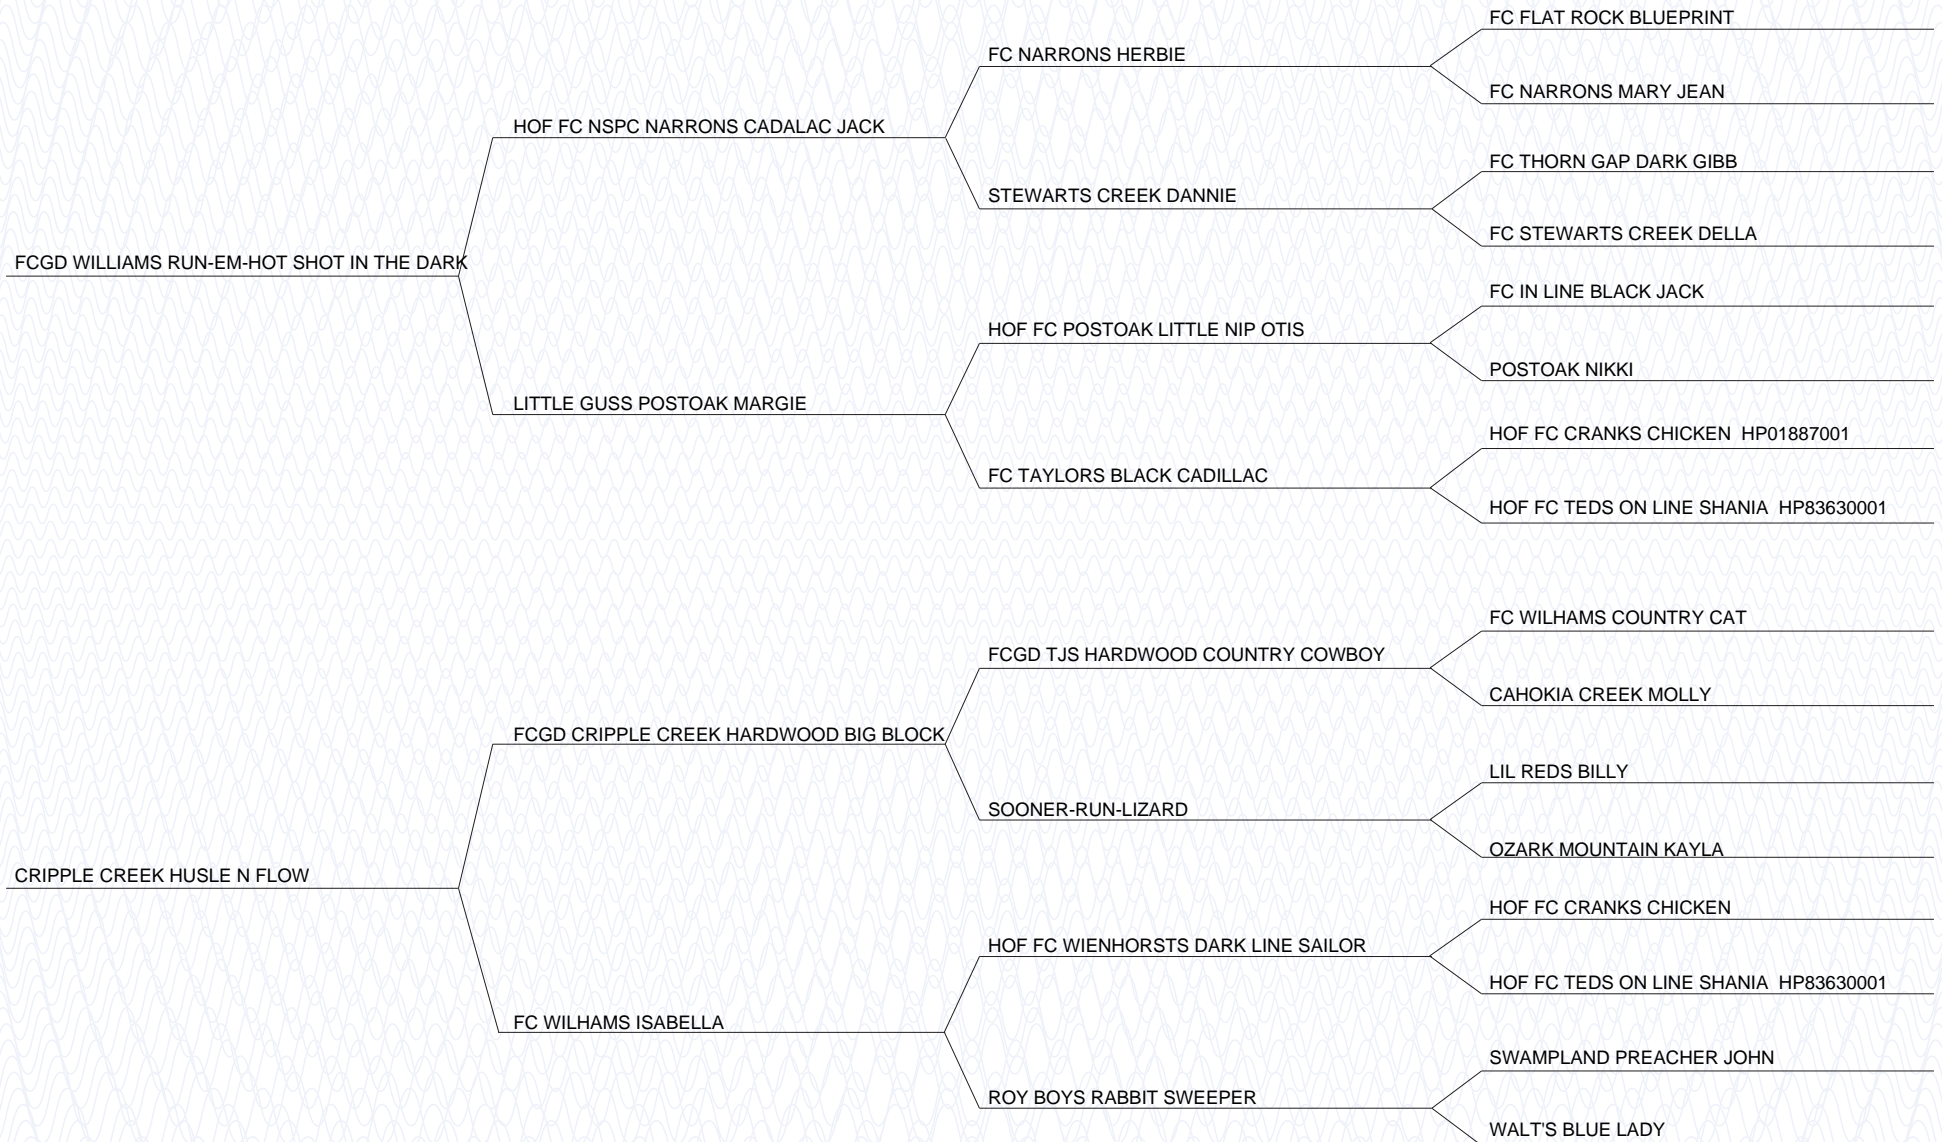 FC FLAT ROCK BLUEPRINT
FC NARRONS HERBIE
FC NARRONS MARY JEAN
HOF FC NSPC NARRONS CADALAC JACK
FC THORN GAP DARK GIBB
STEWARTS CREEK DANNIE
FC STEWARTS CREEK DELLA
FCGD WILLIAMS RUN-EM-HOT SHOT IN THE DARK
FC IN LINE BLACK JACK
HOF FC POSTOAK LITTLE NIP OTIS
POSTOAK NIKKI
LITTLE GUSS POSTOAK MARGIE
HOF FC CRANKS CHICKEN HP01887001
FC TAYLORS BLACK CADILLAC
HOF FC TEDS ON LINE SHANIA HP83630001
FC WILHAMS COUNTRY CAT
FCGD TJS HARDWOOD COUNTRY COWBOY
CAHOKIA CREEK MOLLY
FCGD CRIPPLE CREEK HARDWOOD BIG BLOCK
LIL REDS BILLY
SOONER-RUN-LIZARD
OZARK MOUNTAIN KAYLA
CRIPPLE CREEK HUSLE N FLOW
HOF FC CRANKS CHICKEN
HOF FC WIENHORSTS DARK LINE SAILOR
HOF FC TEDS ON LINE SHANIA HP83630001
FC WILHAMS ISABELLA
SWAMPLAND PREACHER JOHN
ROY BOYS RABBIT SWEEPER
WALT'S BLUE LADY